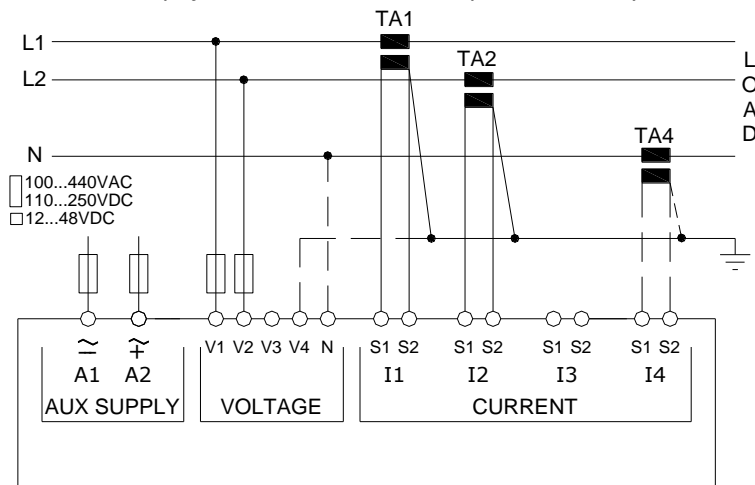 TA1
L1
TA2
L2
L
O
A
D
TA4
N
100...440VAC
110...250VDC
12...48VDC
V1 V2 V3 V4 N S1 S2 S1 S2 S1 S2 S1 S2
A1 A2 I1 I2 I3 I4
AUX SUPPLY VOLTAGE CURRENT